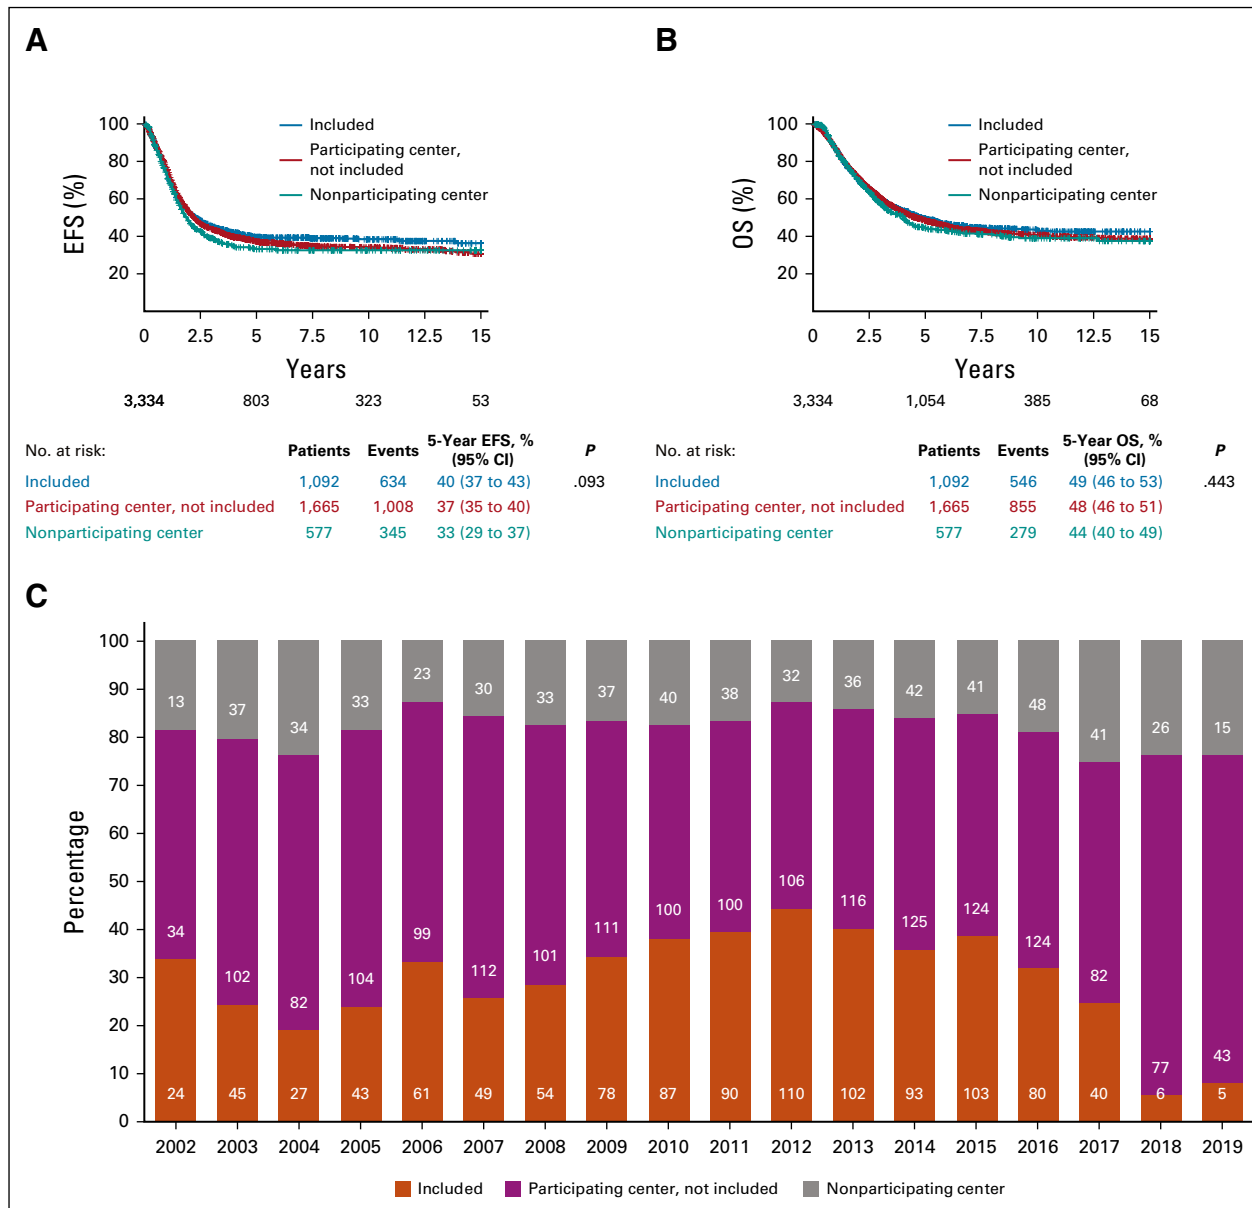 A
100
80
60
40
20
EFS (%)
Included
Participating center,
not included
Nonparticipating center
0 2.5 5 7.5 10 12.5 15
Years
3,334 803 323 53
No. at risk: Patients Events 5-Year EFS, % (95% CI) P
Included 1,092 634 40 (37 to 43) .093
Participating center, not included 1,665 1,008 37 (35 to 40)
Nonparticipating center 577 345 33 (29 to 37)
B
100
80
60
40
20
OS (%)
Included
Participating center,
not included
Nonparticipating center
0 2.5 5 7.5 10 12.5 15
Years
3,334 1,054 385 68
No. at risk: Patients Events 5-Year OS, % (95% CI) P
Included 1,092 546 49 (46 to 53) .443
Participating center, not included 1,665 855 48 (46 to 51)
Nonparticipating center 577 279 44 (40 to 49)
C
Percentage
100
90
80
70
60
50
40
30
20
10
0
13 37 34 33 23 30 33 37 40 38 32 36 42 41 48 41 26 15
34 102 82 104 99 112 101 111 100 100 106 116 125 124 124 82 77 43
24 45 27 43 61 49 54 78 87 90 110 102 93 103 80 40 6 5
2002 2003 2004 2005 2006 2007 2008 2009 2010 2011 2012 2013 2014 2015 2016 2017 2018 2019
Included Participating center, not included Nonparticipating center